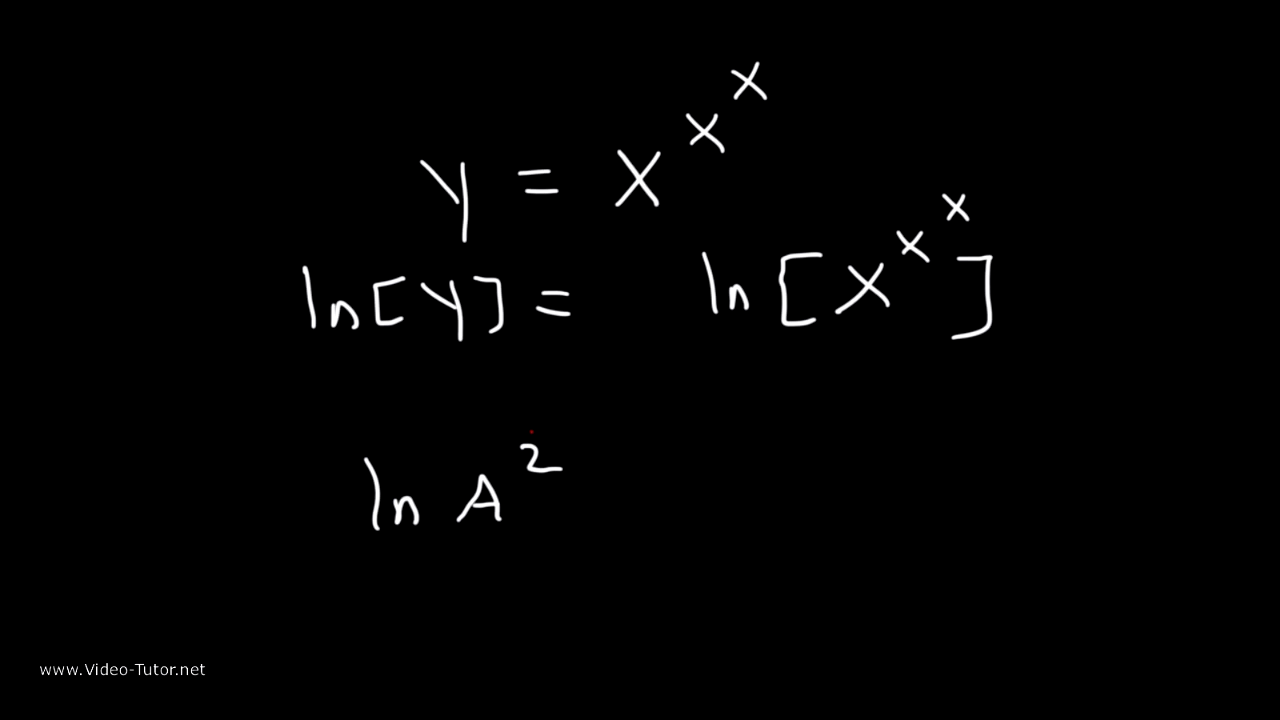 y = x^x^x
ln[y] = ln[x^x^x]
ln A^2
www.Video-Tutor.net